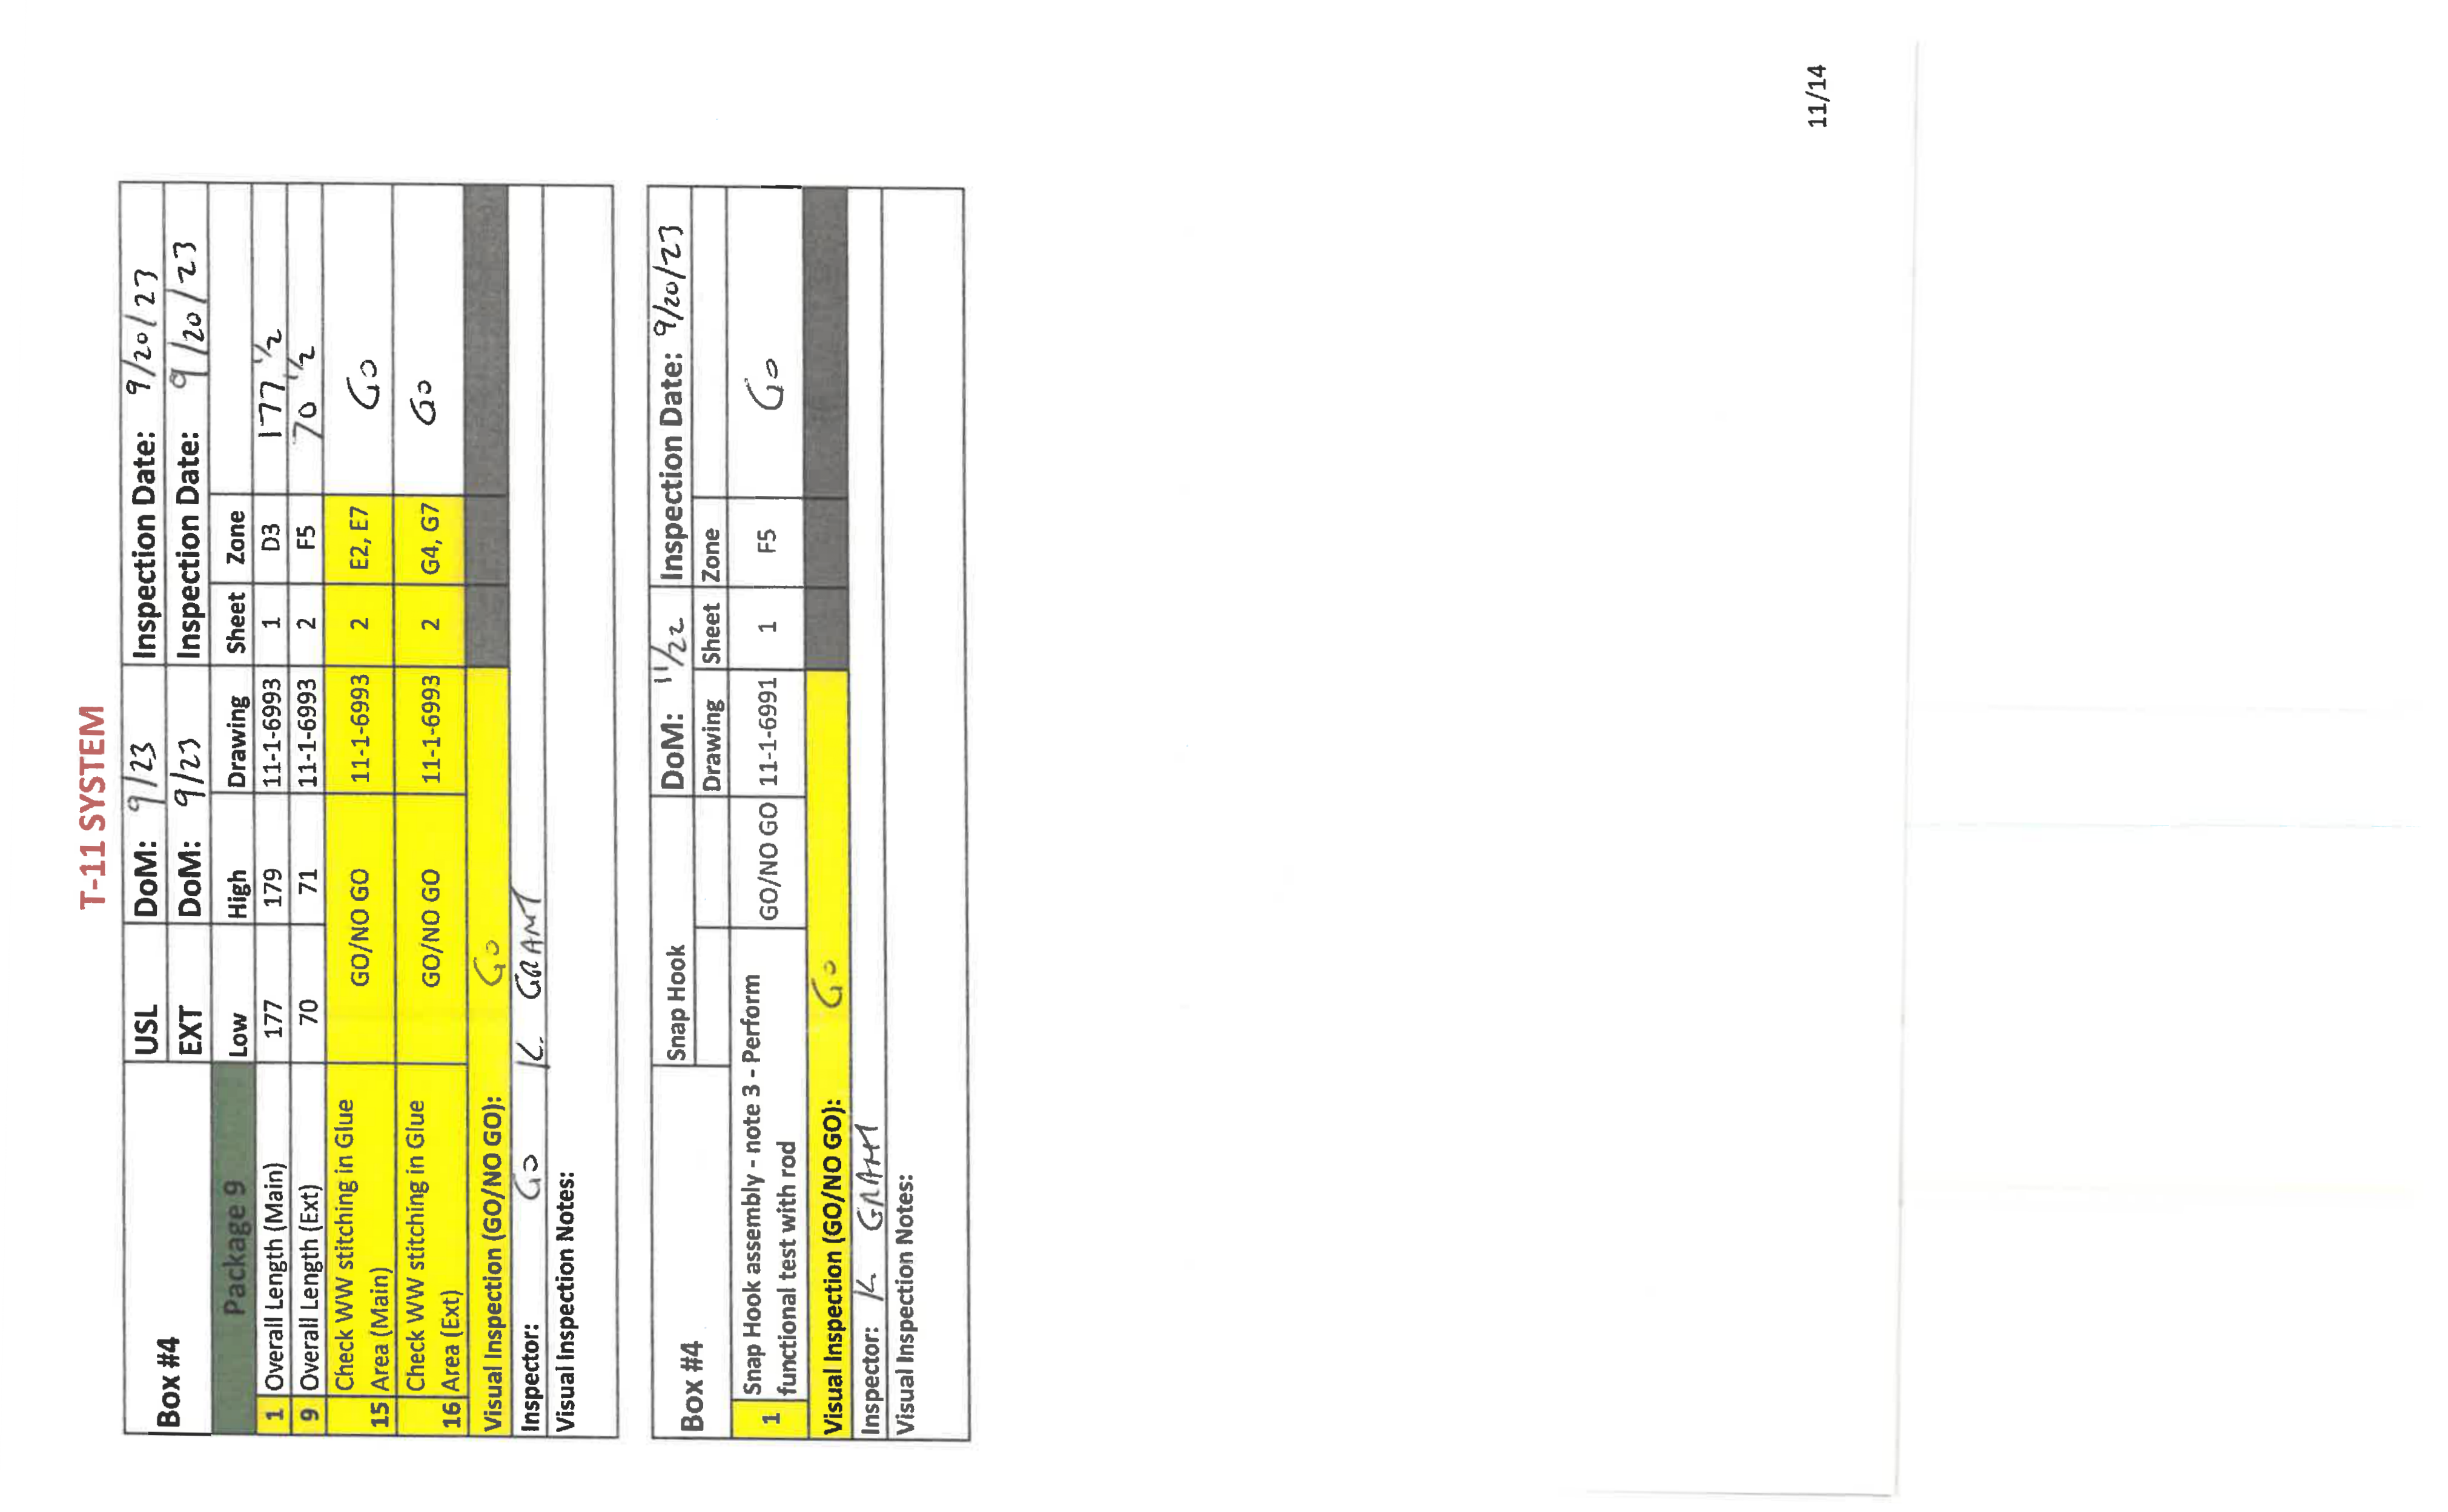 T-11 SYSTEM
Box #4 USL DoM: 9/23 Inspection Date: 9/20/23
EXT DoM: 9/23 Inspection Date: 9/20/23
Package 9 Low High Drawing Sheet Zone
1 Overall Length (Main) 177 179 11-1-6993 1 D3 177 1/2
9 Overall Length (Ext) 70 71 11-1-6993 2 F5 70 1/2
Check WW stitching in Glue
15 Area (Main) GO/NO GO 11-1-6993 2 E2, E7 Go
Check WW stitching in Glue
16 Area (Ext) GO/NO GO 11-1-6993 2 G4, G7 Go
Visual Inspection (GO/NO GO): Go
Inspector: Go K. GRANT
Visual Inspection Notes:
Box #4 Snap Hook DoM: 11/22 Inspection Date: 9/20/23
Drawing Sheet Zone
1 Snap Hook assembly - note 3 - Perform
functional test with rod GO/NO GO 11-1-6991 1 F5 Go
Visual Inspection (GO/NO GO): Go
Inspector: K GRANT
Visual Inspection Notes:
11/14